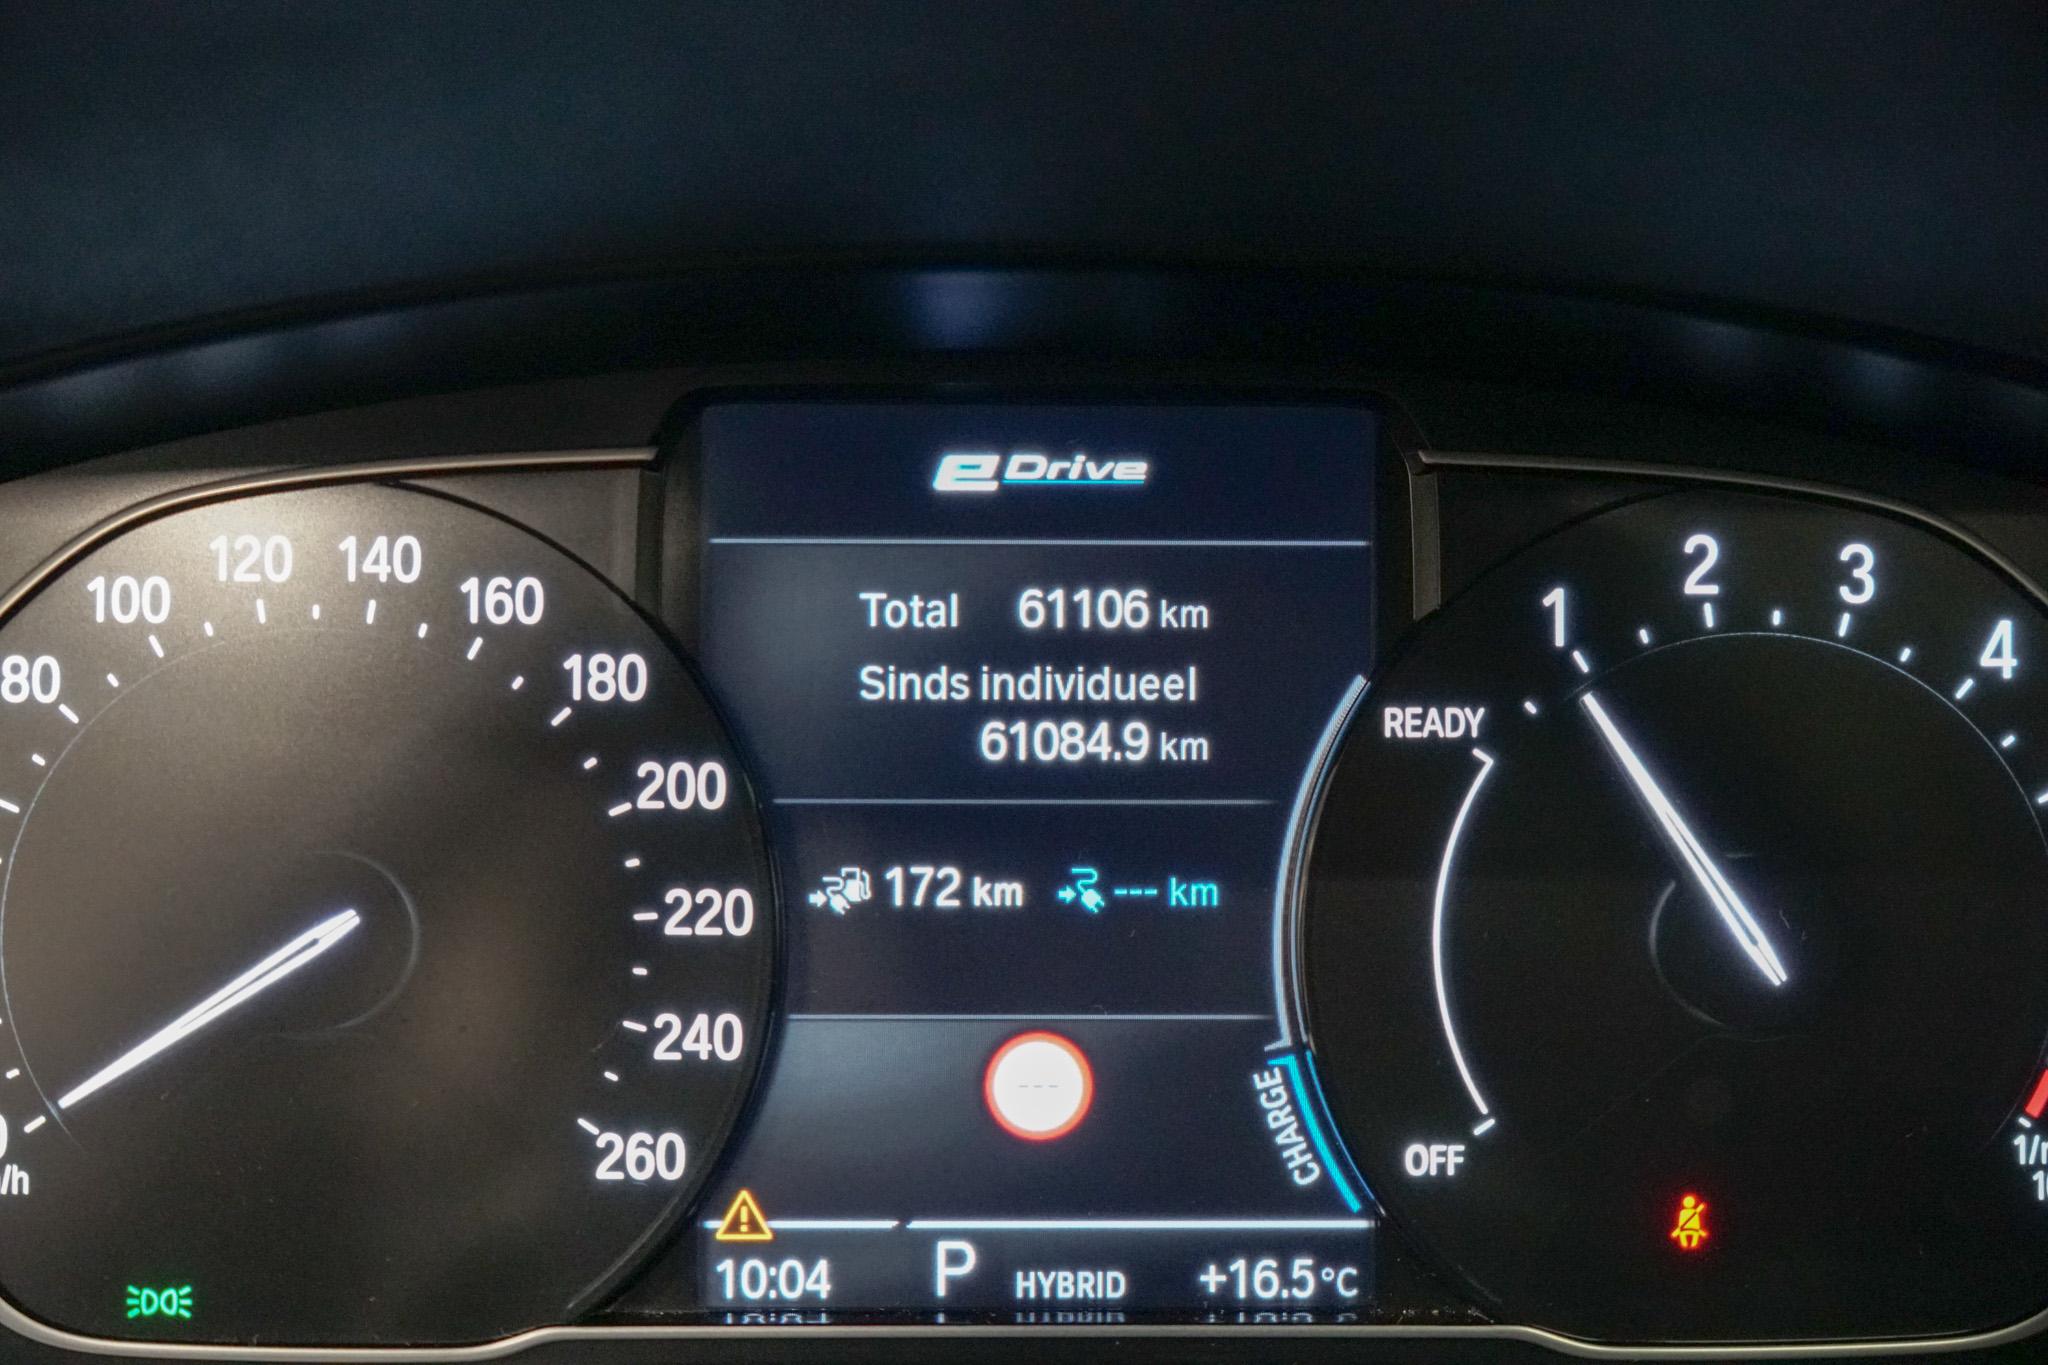 eDrive
Total 61106 km
Sinds individueel
61084.9 km
172 km --- km
---
CHARGE
10:04 P HYBRID +16.5 °C
80
100
120
140
160
180
200
220
240
260
0
/h
READY
OFF
1
2
3
4